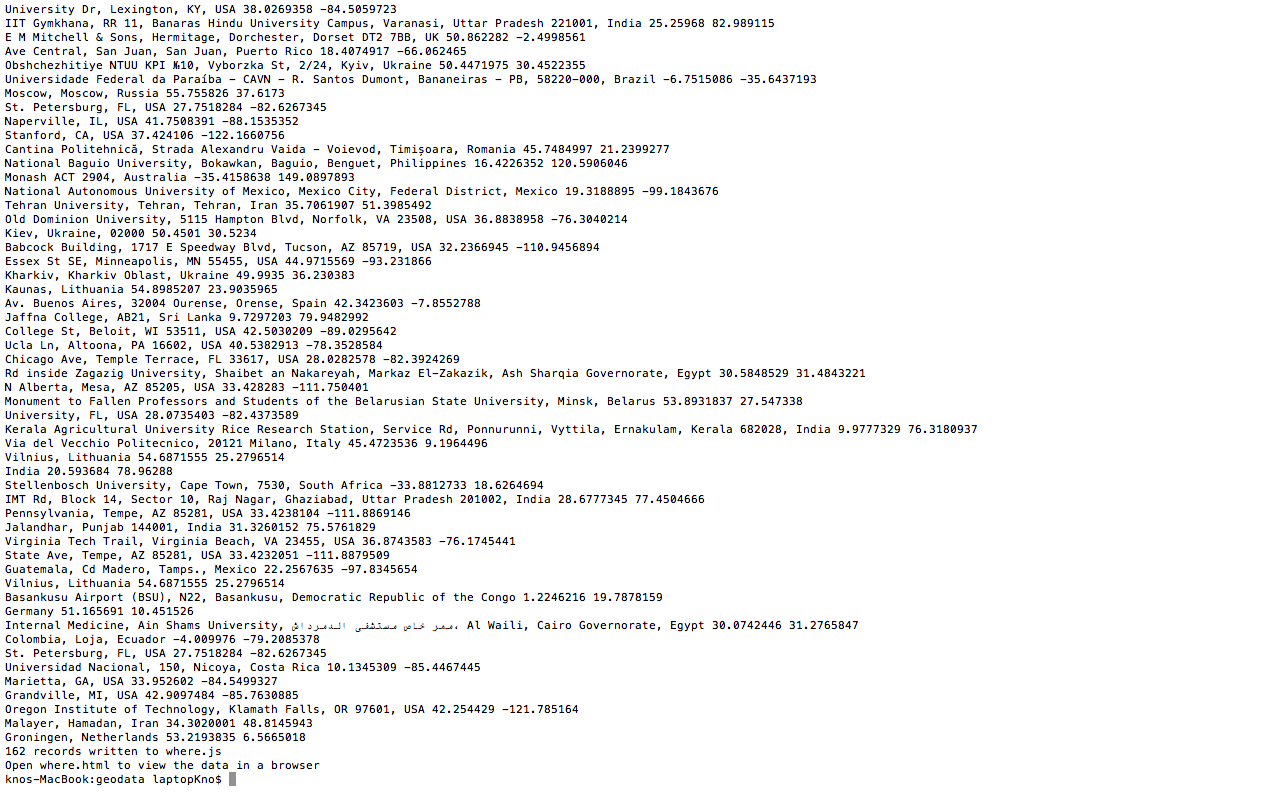 University Dr, Lexington, KY, USA 38.0269358 -84.5059723
IIT Gymkhana, RR 11, Banaras Hindu University Campus, Varanasi, Uttar Pradesh 221001, India 25.25968 82.989115
E M Mitchell & Sons, Hermitage, Dorchester, Dorset DT2 7BB, UK 50.862282 -2.4998561
Ave Central, San Juan, San Juan, Puerto Rico 18.4074917 -66.062465
Obshchezhitiye NTUU KPI №10, Vyborzka St, 2/24, Kyiv, Ukraine 50.4471975 30.4522355
Universidade Federal da Paraíba - CAVN - R. Santos Dumont, Bananeiras - PB, 58220-000, Brazil -6.7515086 -35.6437193
Moscow, Moscow, Russia 55.755826 37.6173
St. Petersburg, FL, USA 27.7518284 -82.6267345
Naperville, IL, USA 41.7508391 -88.1535352
Stanford, CA, USA 37.424106 -122.1660756
Cantina Politehnică, Strada Alexandru Vaida - Voievod, Timișoara, Romania 45.7484997 21.2399277
National Baguio University, Bokawkan, Baguio, Benguet, Philippines 16.4226352 120.5906046
Monash ACT 2904, Australia -35.4158638 149.0897893
National Autonomous University of Mexico, Mexico City, Federal District, Mexico 19.3188895 -99.1843676
Tehran University, Tehran, Tehran, Iran 35.7061907 51.3985492
Old Dominion University, 5115 Hampton Blvd, Norfolk, VA 23508, USA 36.8838958 -76.3040214
Kiev, Ukraine, 02000 50.4501 30.5234
Babcock Building, 1717 E Speedway Blvd, Tucson, AZ 85719, USA 32.2366945 -110.9456894
Essex St SE, Minneapolis, MN 55455, USA 44.9715569 -93.231866
Kharkiv, Kharkiv Oblast, Ukraine 49.9935 36.230383
Kaunas, Lithuania 54.8985207 23.9035965
Av. Buenos Aires, 32004 Ourense, Orense, Spain 42.3423603 -7.8552788
Jaffna College, AB21, Sri Lanka 9.7297203 79.9482992
College St, Beloit, WI 53511, USA 42.5030209 -89.0295642
Ucla Ln, Altoona, PA 16602, USA 40.5382913 -78.3528584
Chicago Ave, Temple Terrace, FL 33617, USA 28.0282578 -82.3924269
Rd inside Zagazig University, Shaibet an Nakareyah, Markaz El-Zakazik, Ash Sharqia Governorate, Egypt 30.5848529 31.4843221
N Alberta, Mesa, AZ 85205, USA 33.428283 -111.750401
Monument to Fallen Professors and Students of the Belarusian State University, Minsk, Belarus 53.8931837 27.547338
University, FL, USA 28.0735403 -82.4373589
Kerala Agricultural University Rice Research Station, Service Rd, Ponnurunni, Vyttila, Ernakulam, Kerala 682028, India 9.9777329 76.3180937
Via del Vecchio Politecnico, 20121 Milano, Italy 45.4723536 9.1964496
Vilnius, Lithuania 54.6871555 25.2796514
India 20.593684 78.96288
Stellenbosch University, Cape Town, 7530, South Africa -33.8812733 18.6264694
IMT Rd, Block 14, Sector 10, Raj Nagar, Ghaziabad, Uttar Pradesh 201002, India 28.6777345 77.4504666
Pennsylvania, Tempe, AZ 85281, USA 33.4238104 -111.8869146
Jalandhar, Punjab 144001, India 31.3260152 75.5761829
Virginia Tech Trail, Virginia Beach, VA 23455, USA 36.8743583 -76.1745441
State Ave, Tempe, AZ 85281, USA 33.4232051 -111.8879509
Guatemala, Cd Madero, Tamps., Mexico 22.2567635 -97.8345654
Vilnius, Lithuania 54.6871555 25.2796514
Basankusu Airport (BSU), N22, Basankusu, Democratic Republic of the Congo 1.2246216 19.7878159
Germany 51.165691 10.451526
Internal Medicine, Ain Shams University, ممر خاص مستشفى الدمرداش، Al Waili, Cairo Governorate, Egypt 30.0742446 31.2765847
Colombia, Loja, Ecuador -4.009976 -79.2085378
St. Petersburg, FL, USA 27.7518284 -82.6267345
Universidad Nacional, 150, Nicoya, Costa Rica 10.1345309 -85.4467445
Marietta, GA, USA 33.952602 -84.5499327
Grandville, MI, USA 42.9097484 -85.7630885
Oregon Institute of Technology, Klamath Falls, OR 97601, USA 42.254429 -121.785164
Malayer, Hamadan, Iran 34.3020001 48.8145943
Groningen, Netherlands 53.2193835 6.5665018
162 records written to where.js
Open where.html to view the data in a browser
knos-MacBook:geodata laptopKno$